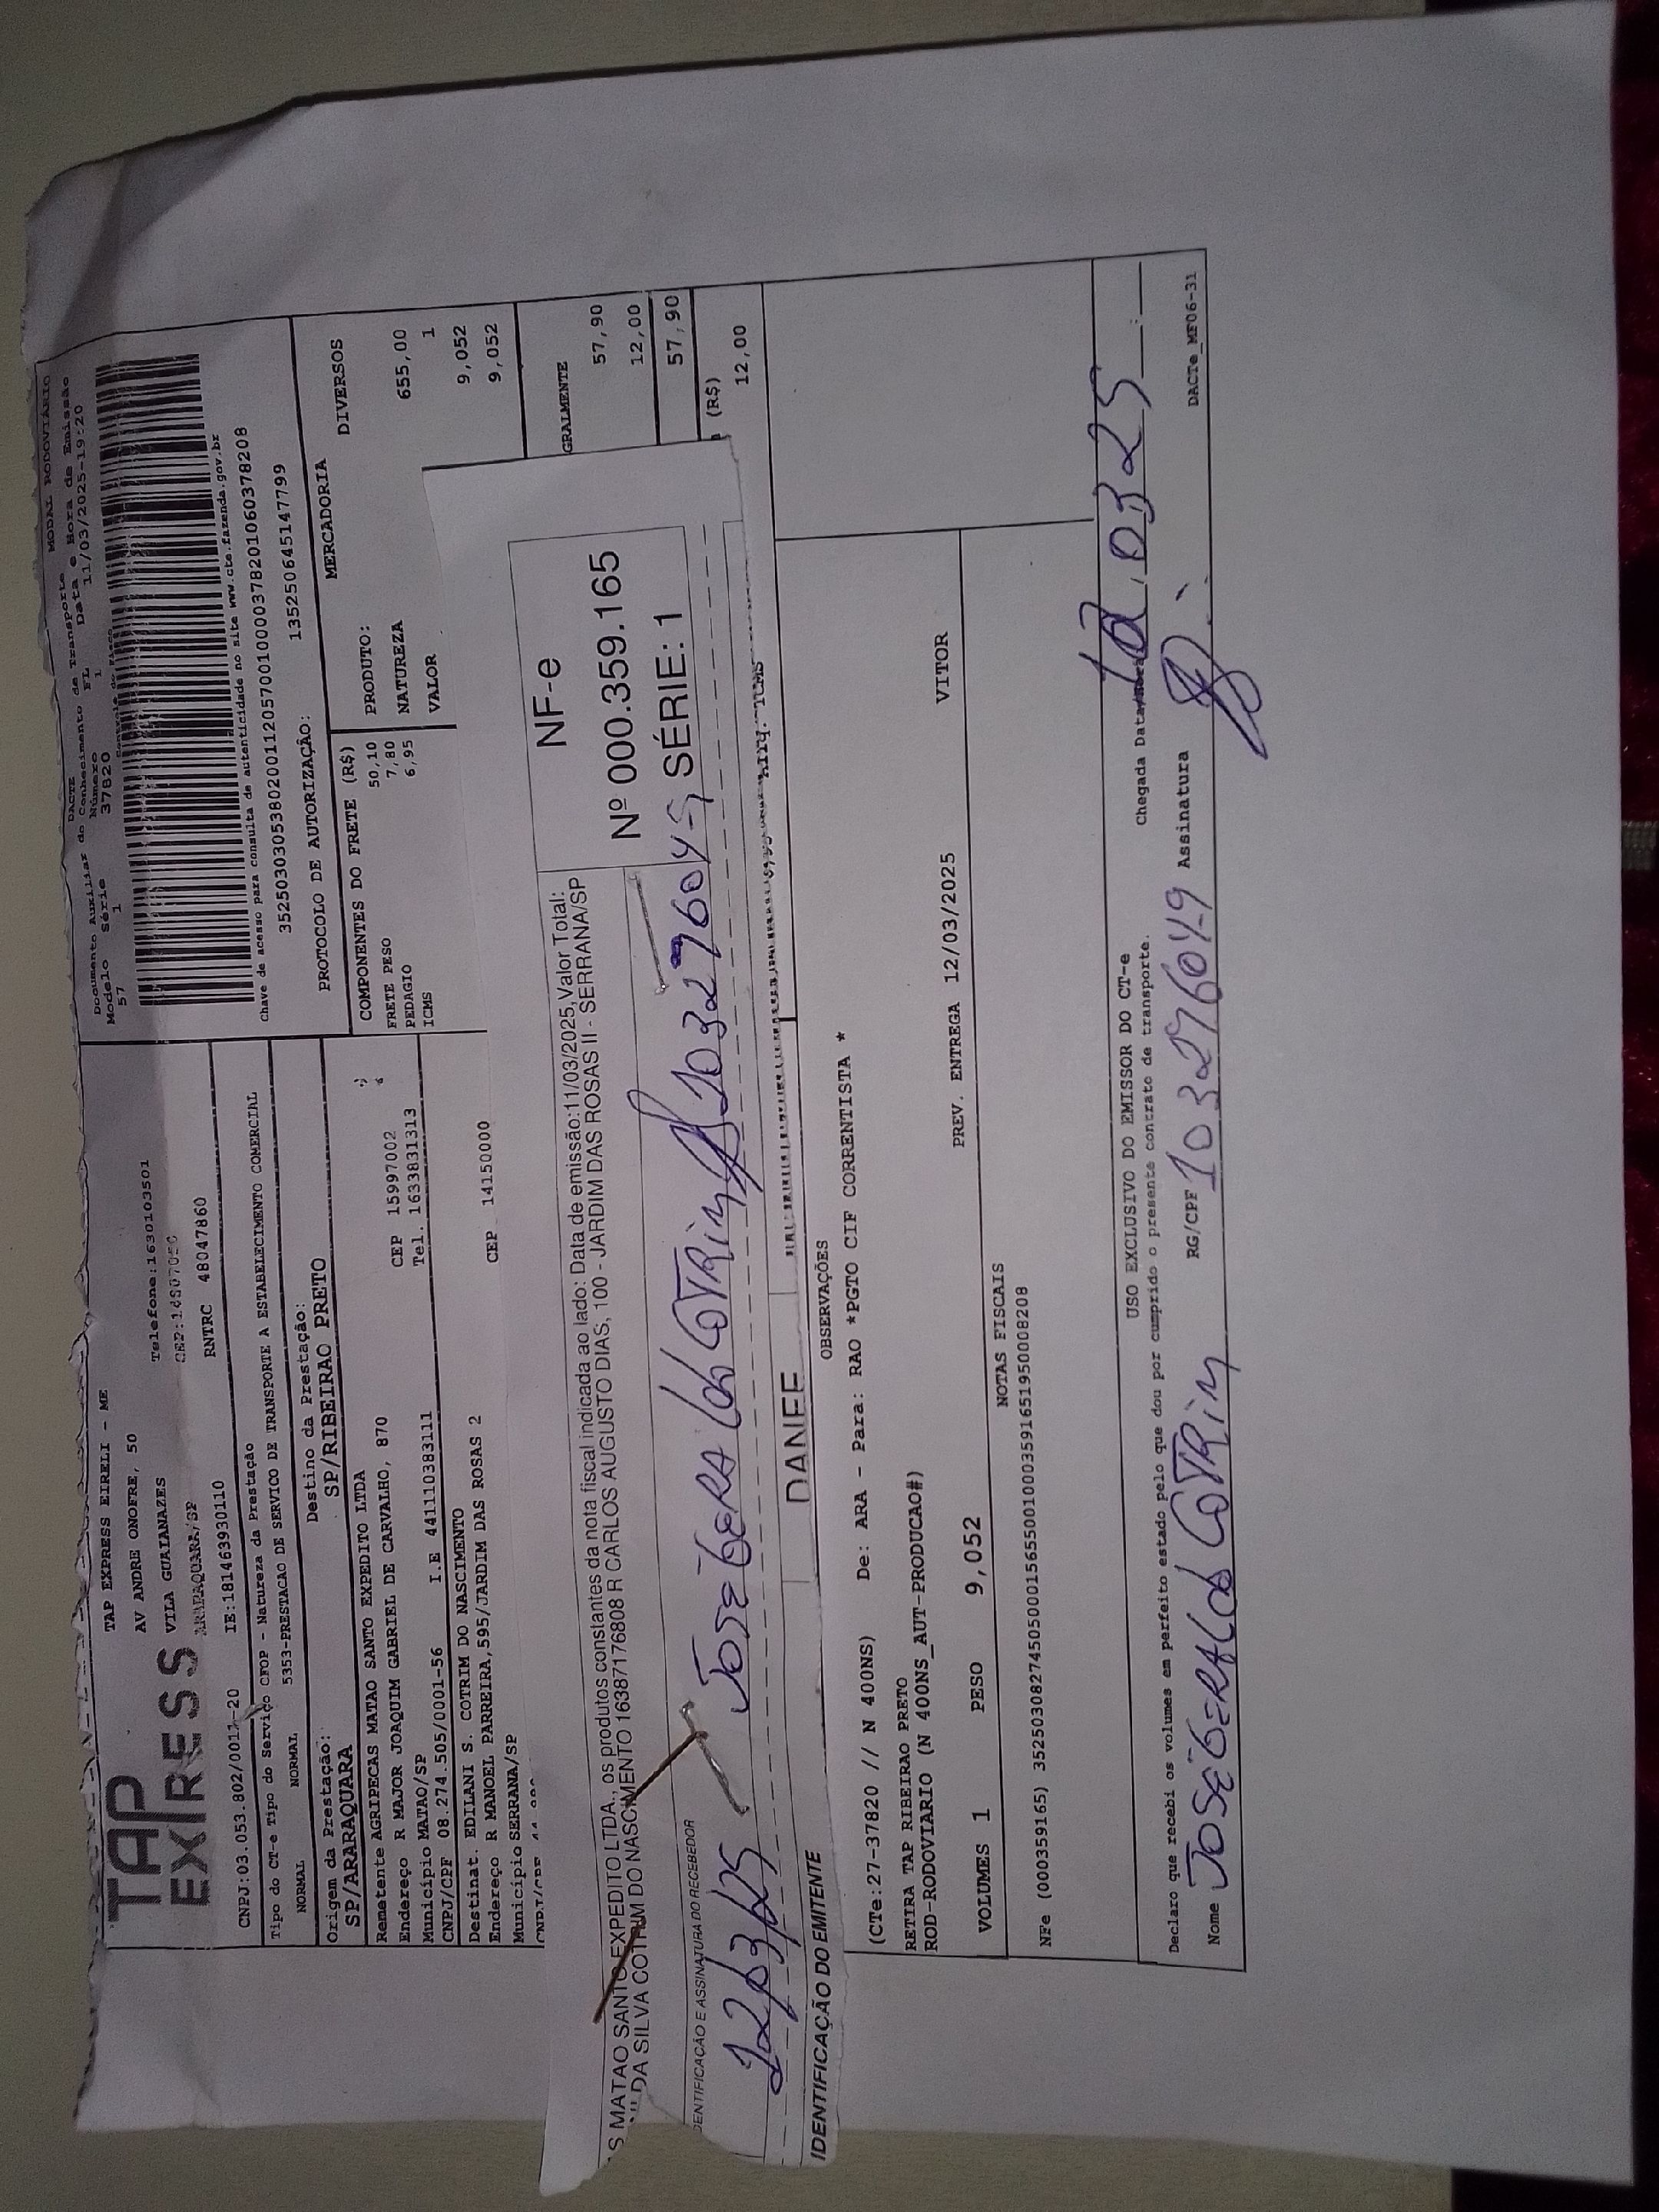 TAP EXPRESS
TAP EXPRESS EIRELI - ME
AV ANDRE ONOFRE, 50
VILA GUAIANAZES Telefone:1630103501
ARARAQUARA/SP
IE:181463930110 RNTRC 48047860
Tipo do CT-e Tipo do Serviço CFOP - Natureza da Prestação
NORMAL NORMAL 5353-PRESTACAO DE SERVICO DE TRANSPORTE A ESTABELECIMENTO COMERCIAL
Origem da Prestação: Destino da Prestação:
SP/ARARAQUARA SP/RIBEIRAO PRETO
Remetente AGRIPECAS MATAO SANTO EXPEDITO LTDA
Endereço R MAJOR JOAQUIM GABRIEL DE CARVALHO, 870 CEP 15997002
Município MATAO/SP Tel. 1633831313
CNPJ/CPF 08.274.505/0001-56 I.E 441110383111
Destinat. EDILANI S. COTRIM DO NASCIMENTO
Endereço R MANOEL PARREIRA,595/JARDIM DAS ROSAS 2
Município SERRANA/SP CEP 14150000
MODAL RODOVIÁRIO
DACTE
Documento Auxiliar do Conhecimento de Transporte
Modelo Série Número FL Data e Hora de Emissão
57 1 37820 1 11/03/2025-19:20
Chave de acesso para consulta de autenticidade no site www.cte.fazenda.gov.br
35250303053802001120570010000378201060378208
PROTOCOLO DE AUTORIZAÇÃO: 135250645147799
COMPONENTES DO FRETE (R$) MERCADORIA DIVERSOS
FRETE PESO 50,10 PRODUTO:
PEDAGIO 7,80 NATUREZA 655,00
ICMS 6,95 VALOR 1
9,052
9,052
GRALMENTE
57,90
12,00
57,90
(R$)
12,00
S MATAO SANTO EXPEDITO LTDA., os produtos constantes da nota fiscal indicada ao lado: Data de emissão:11/03/2025,Valor Total:
DA SILVA COTRIM DO NASCIMENTO 16387176808 R CARLOS AUGUSTO DIAS, 100 - JARDIM DAS ROSAS II - SERRANA/SP
NF-e
Nº 000.359.165
SÉRIE: 1
DENTIFICAÇÃO E ASSINATURA DO RECEBEDOR
12/03/25 JOSE GERALdo COTRim 10327604-9
IDENTIFICAÇÃO DO EMITENTE DANFE
OBSERVAÇÕES
(CTe:27-37820 // N 400NS) De: ARA - Para: RAO *PGTO CIF CORRENTISTA *
RETIRA TAP RIBEIRAO PRETO
ROD-RODOVIARIO (N 400NS_AUT-PRODUCAO#)
VOLUMES 1 PESO 9,052 PREV. ENTREGA 12/03/2025 VITOR
NOTAS FISCAIS
NFe (000359165) 35250308274505000156550010003591651950008208
USO EXCLUSIVO DO EMISSOR DO CT-e
Declaro que recebi os volumes em perfeito estado pelo que dou por cumprido o presente contrato de transporte. Chegada Data 12.03.25
Nome JOSE GERALdo COTRim RG/CPF 10327604-9 Assinatura
DACTe_MF06-31